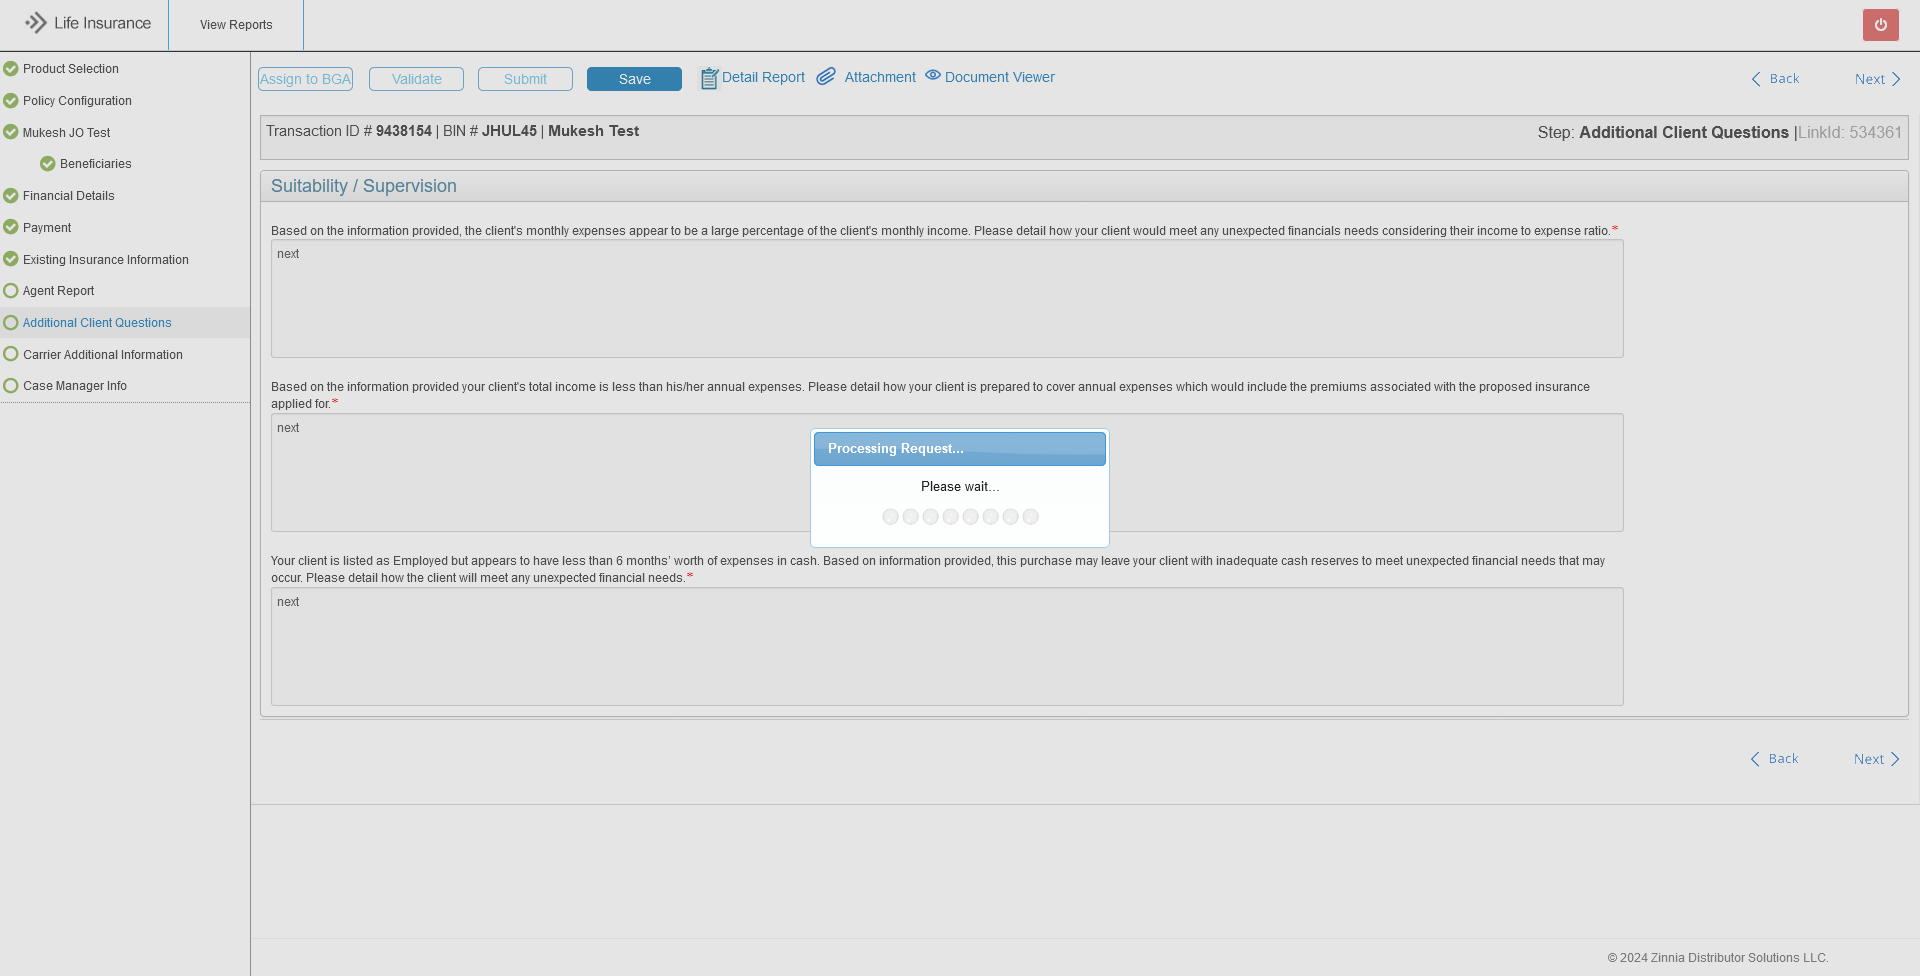 Life Insurance
View Reports
Product Selection
Policy Configuration
Mukesh JO Test
Beneficiaries
Financial Details
Payment
Existing Insurance Information
Agent Report
Additional Client Questions
Carrier Additional Information
Case Manager Info
Assign to BGA
Validate
Submit
Save
Detail Report
Attachment
Document Viewer
Back
Next
Transaction ID # 9438154 | BIN # JHUL45 | Mukesh Test
Step: Additional Client Questions |LinkId: 534361
Suitability / Supervision
Based on the information provided, the client's monthly expenses appear to be a large percentage of the client's monthly income. Please detail how your client would meet any unexpected financials needs considering their income to expense ratio.*
next
Based on the information provided your client's total income is less than his/her annual expenses. Please detail how your client is prepared to cover annual expenses which would include the premiums associated with the proposed insurance
applied for.*
next
Processing Request...
Please wait...
Your client is listed as Employed but appears to have less than 6 months’ worth of expenses in cash. Based on information provided, this purchase may leave your client with inadequate cash reserves to meet unexpected financial needs that may
occur. Please detail how the client will meet any unexpected financial needs.*
next
Back
Next
© 2024 Zinnia Distributor Solutions LLC.